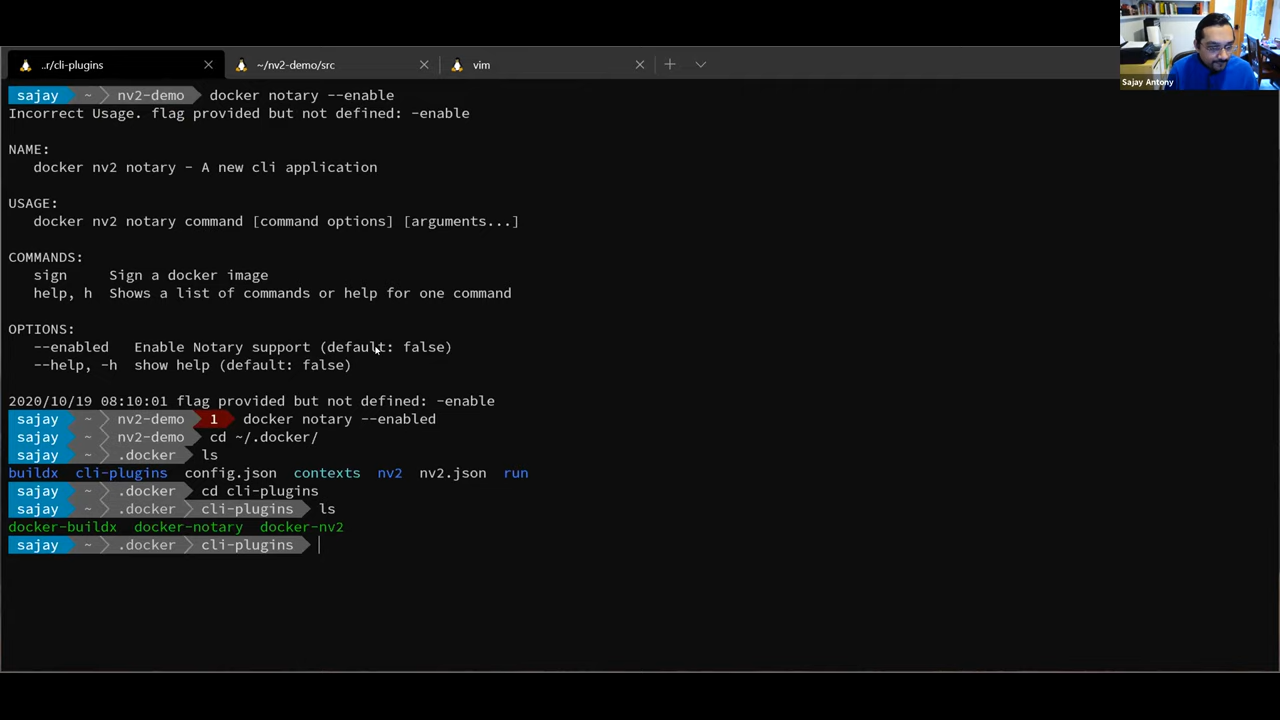 ..r/cli-plugins
~/nv2-demo/src
vim
Sajay Antony
sajay ~ nv2-demo docker notary --enable
Incorrect Usage. flag provided but not defined: -enable
NAME:
docker nv2 notary - A new cli application
USAGE:
docker nv2 notary command [command options] [arguments...]
COMMANDS:
sign Sign a docker image
help, h Shows a list of commands or help for one command
OPTIONS:
--enabled Enable Notary support (default: false)
--help, -h show help (default: false)
2020/10/19 08:10:01 flag provided but not defined: -enable
sajay ~ nv2-demo 1 docker notary --enabled
sajay ~ nv2-demo cd ~/.docker/
sajay ~ .docker ls
buildx cli-plugins config.json contexts nv2 nv2.json run
sajay ~ .docker cd cli-plugins
sajay ~ .docker cli-plugins ls
docker-buildx docker-notary docker-nv2
sajay ~ .docker cli-plugins